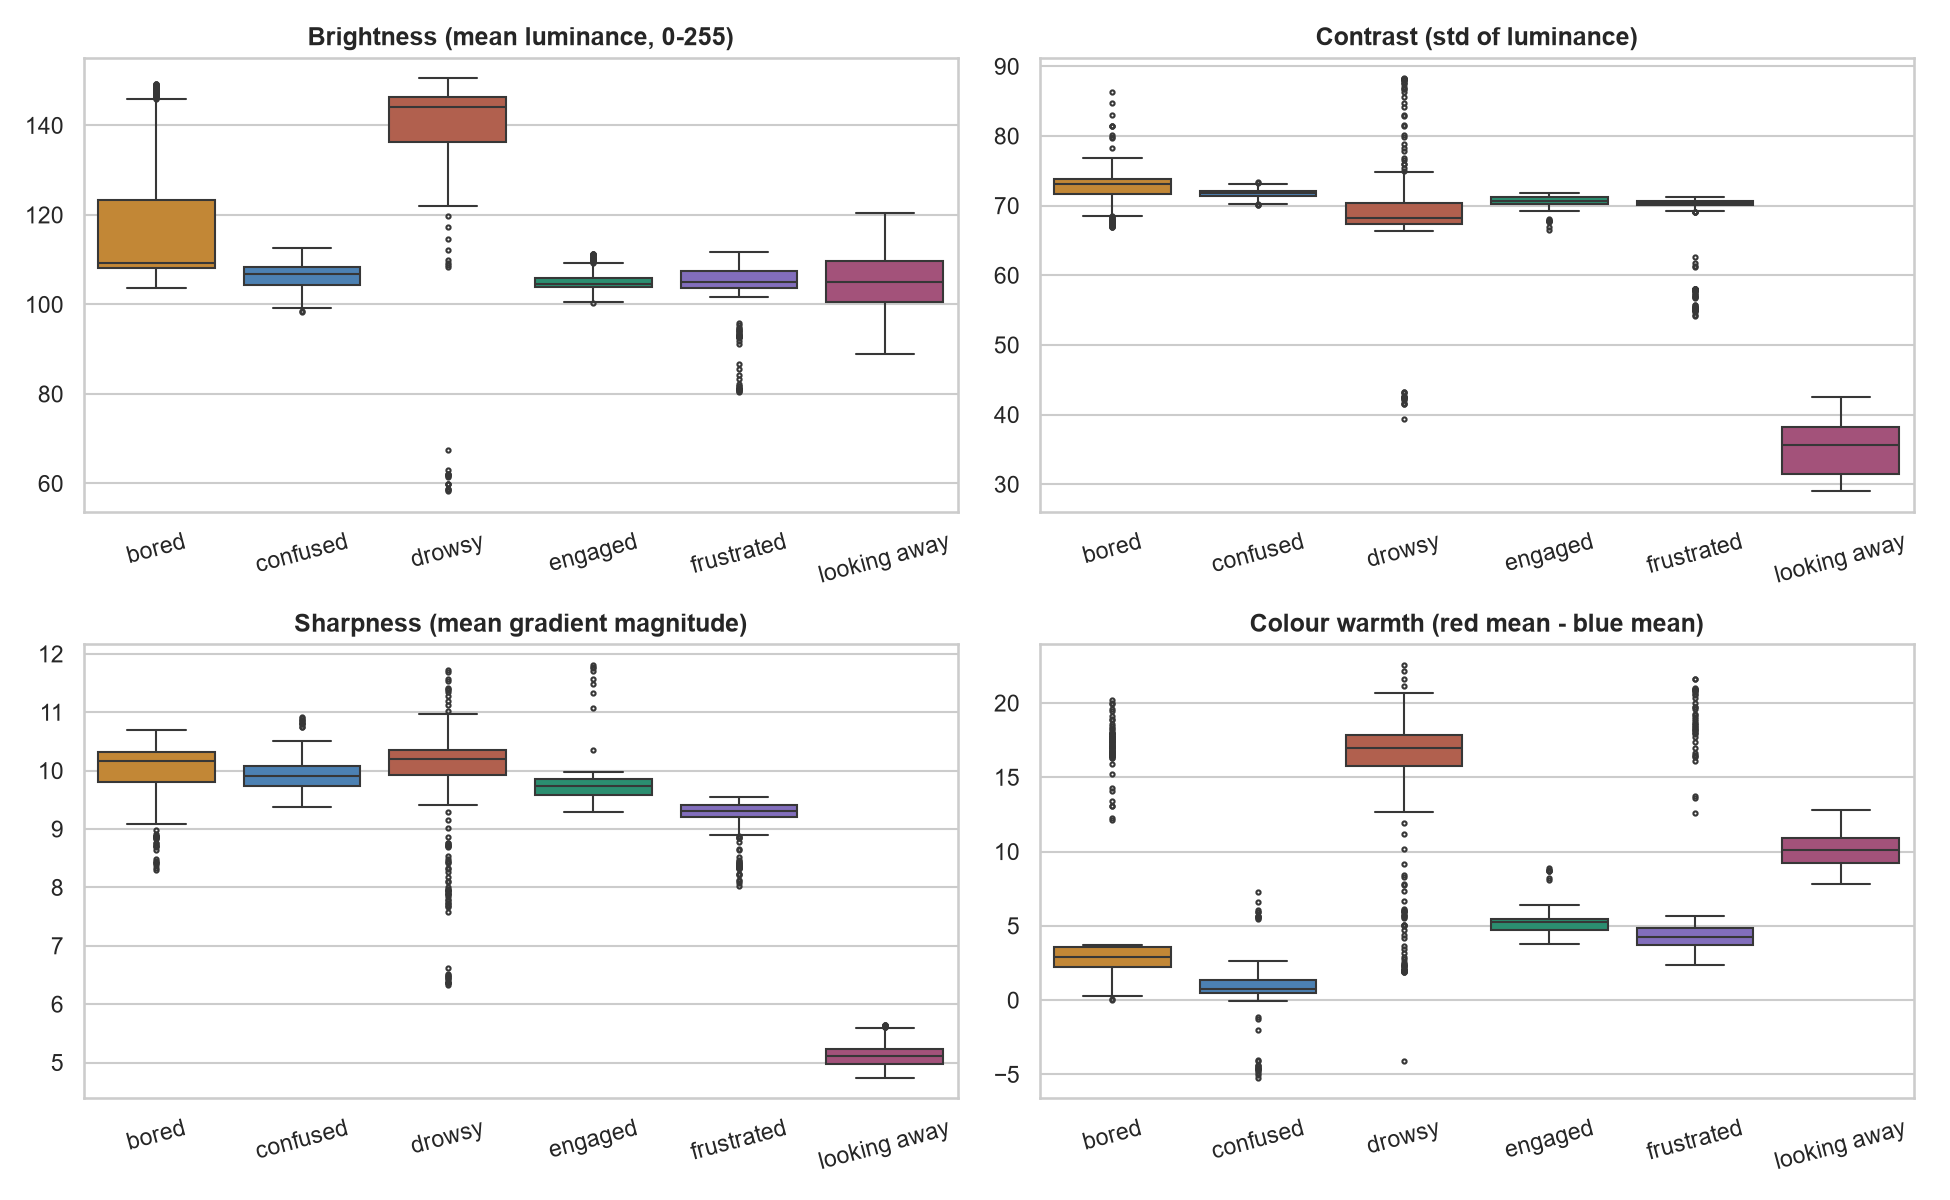 Brightness (mean luminance, 0-255)
140
120
100
80
60
bored
confused
drowsy
engaged
frustrated
looking away
Contrast (std of luminance)
90
80
70
60
50
40
30
bored
confused
drowsy
engaged
frustrated
looking away
Sharpness (mean gradient magnitude)
12
11
10
9
8
7
6
5
bored
confused
drowsy
engaged
frustrated
looking away
Colour warmth (red mean - blue mean)
20
15
10
5
0
−5
bored
confused
drowsy
engaged
frustrated
looking away